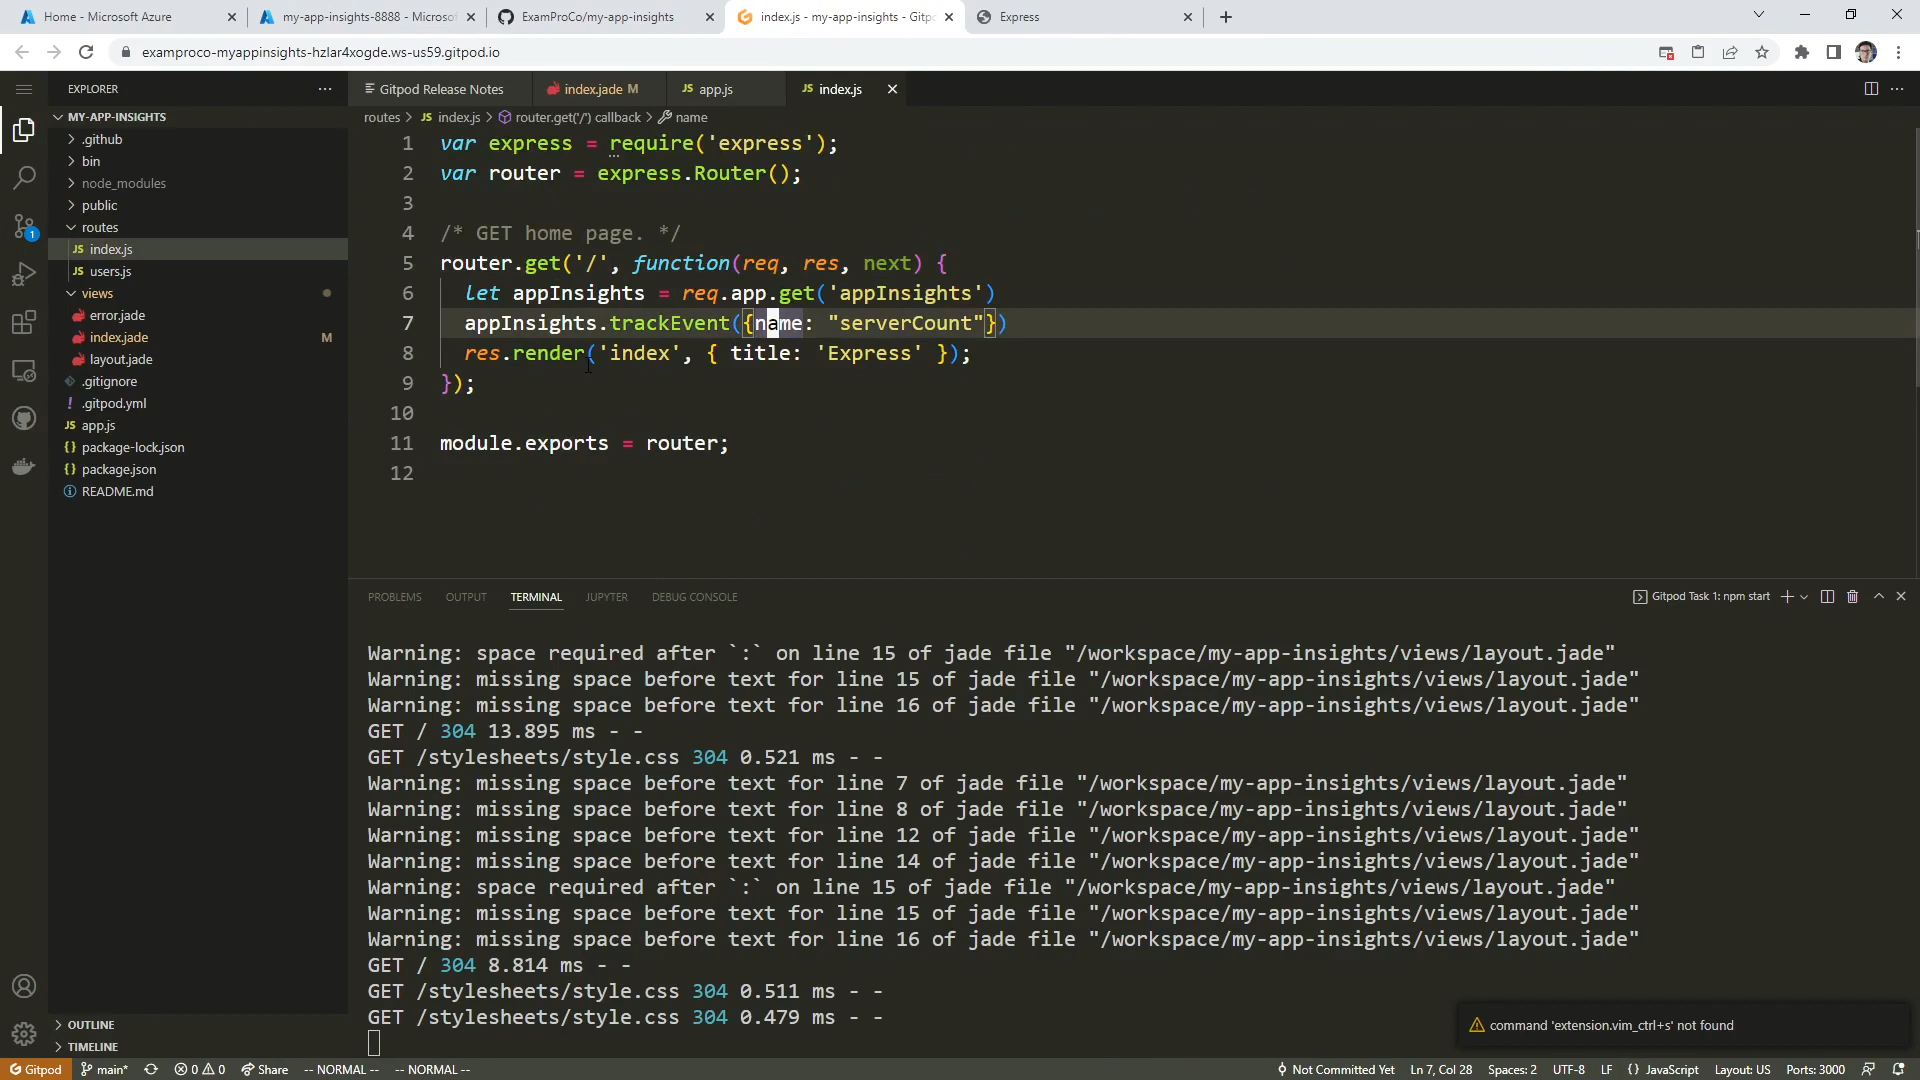 Home - Microsoft Azure
my-app-insights-8888 - Microsof
ExamProCo/my-app-insights
index.js - my-app-insights - Gitpo
Express
examproco-myappinsights-hzlar4xogde.ws-us59.gitpod.io
EXPLORER
Gitpod Release Notes
index.jade M
JS app.js
JS index.js
MY-APP-INSIGHTS
.github
bin
node_modules
public
routes
JS index.js
JS users.js
views
error.jade
index.jade M
layout.jade
.gitignore
! .gitpod.yml
JS app.js
{} package-lock.json
{} package.json
README.md
OUTLINE
TIMELINE
1
routes > JS index.js > router.get('/') callback > name
1 var express = require('express');
2 var router = express.Router();
3
4 /* GET home page. */
5 router.get('/', function(req, res, next) {
6 let appInsights = req.app.get('appInsights')
7 appInsights.trackEvent({name: "serverCount"})
8 res.render('index', { title: 'Express' });
9 });
10
11 module.exports = router;
12
PROBLEMS OUTPUT TERMINAL JUPYTER DEBUG CONSOLE
Gitpod Task 1: npm start
Warning: space required after `:` on line 15 of jade file "/workspace/my-app-insights/views/layout.jade"
Warning: missing space before text for line 15 of jade file "/workspace/my-app-insights/views/layout.jade"
Warning: missing space before text for line 16 of jade file "/workspace/my-app-insights/views/layout.jade"
GET / 304 13.895 ms - -
GET /stylesheets/style.css 304 0.521 ms - -
Warning: missing space before text for line 7 of jade file "/workspace/my-app-insights/views/layout.jade"
Warning: missing space before text for line 8 of jade file "/workspace/my-app-insights/views/layout.jade"
Warning: missing space before text for line 12 of jade file "/workspace/my-app-insights/views/layout.jade"
Warning: missing space before text for line 14 of jade file "/workspace/my-app-insights/views/layout.jade"
Warning: space required after `:` on line 15 of jade file "/workspace/my-app-insights/views/layout.jade"
Warning: missing space before text for line 15 of jade file "/workspace/my-app-insights/views/layout.jade"
Warning: missing space before text for line 16 of jade file "/workspace/my-app-insights/views/layout.jade"
GET / 304 8.814 ms - -
GET /stylesheets/style.css 304 0.511 ms - -
GET /stylesheets/style.css 304 0.479 ms - -
command 'extension.vim_ctrl+s' not found
Gitpod main* 0 0 Share -- NORMAL -- -- NORMAL --
Not Committed Yet Ln 7, Col 28 Spaces: 2 UTF-8 LF {} JavaScript Layout: US Ports: 3000